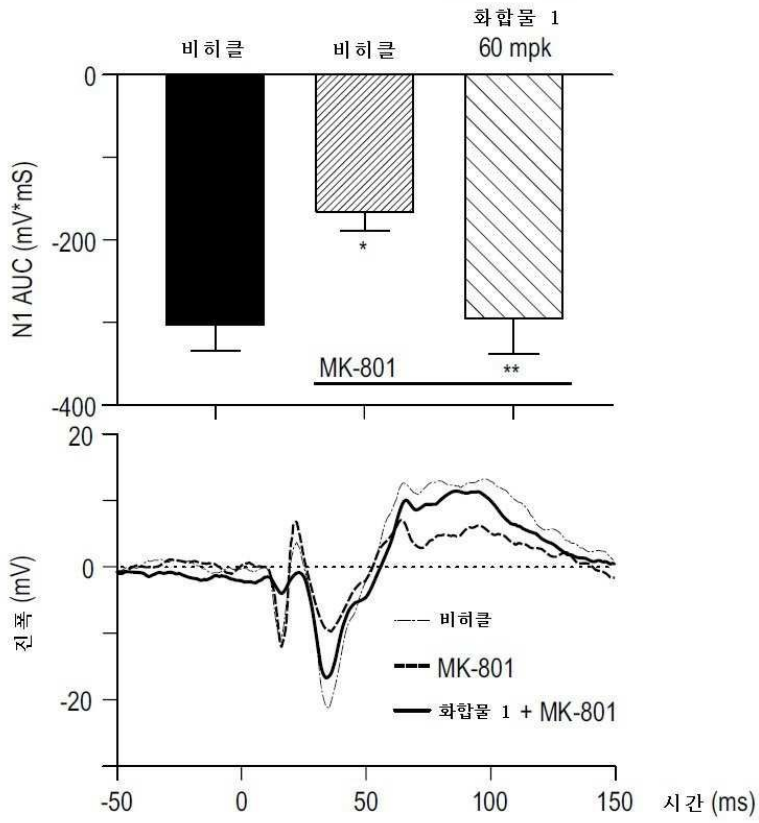 화합물 1
비히클 비히클 60 mpk
0
-200
-400
N1 AUC (mV*mS)
*
MK-801
**
20
0
-20
진폭 (mV)
비히클
MK-801
화합물 1 + MK-801
-50 0 50 100 150 시간 (ms)